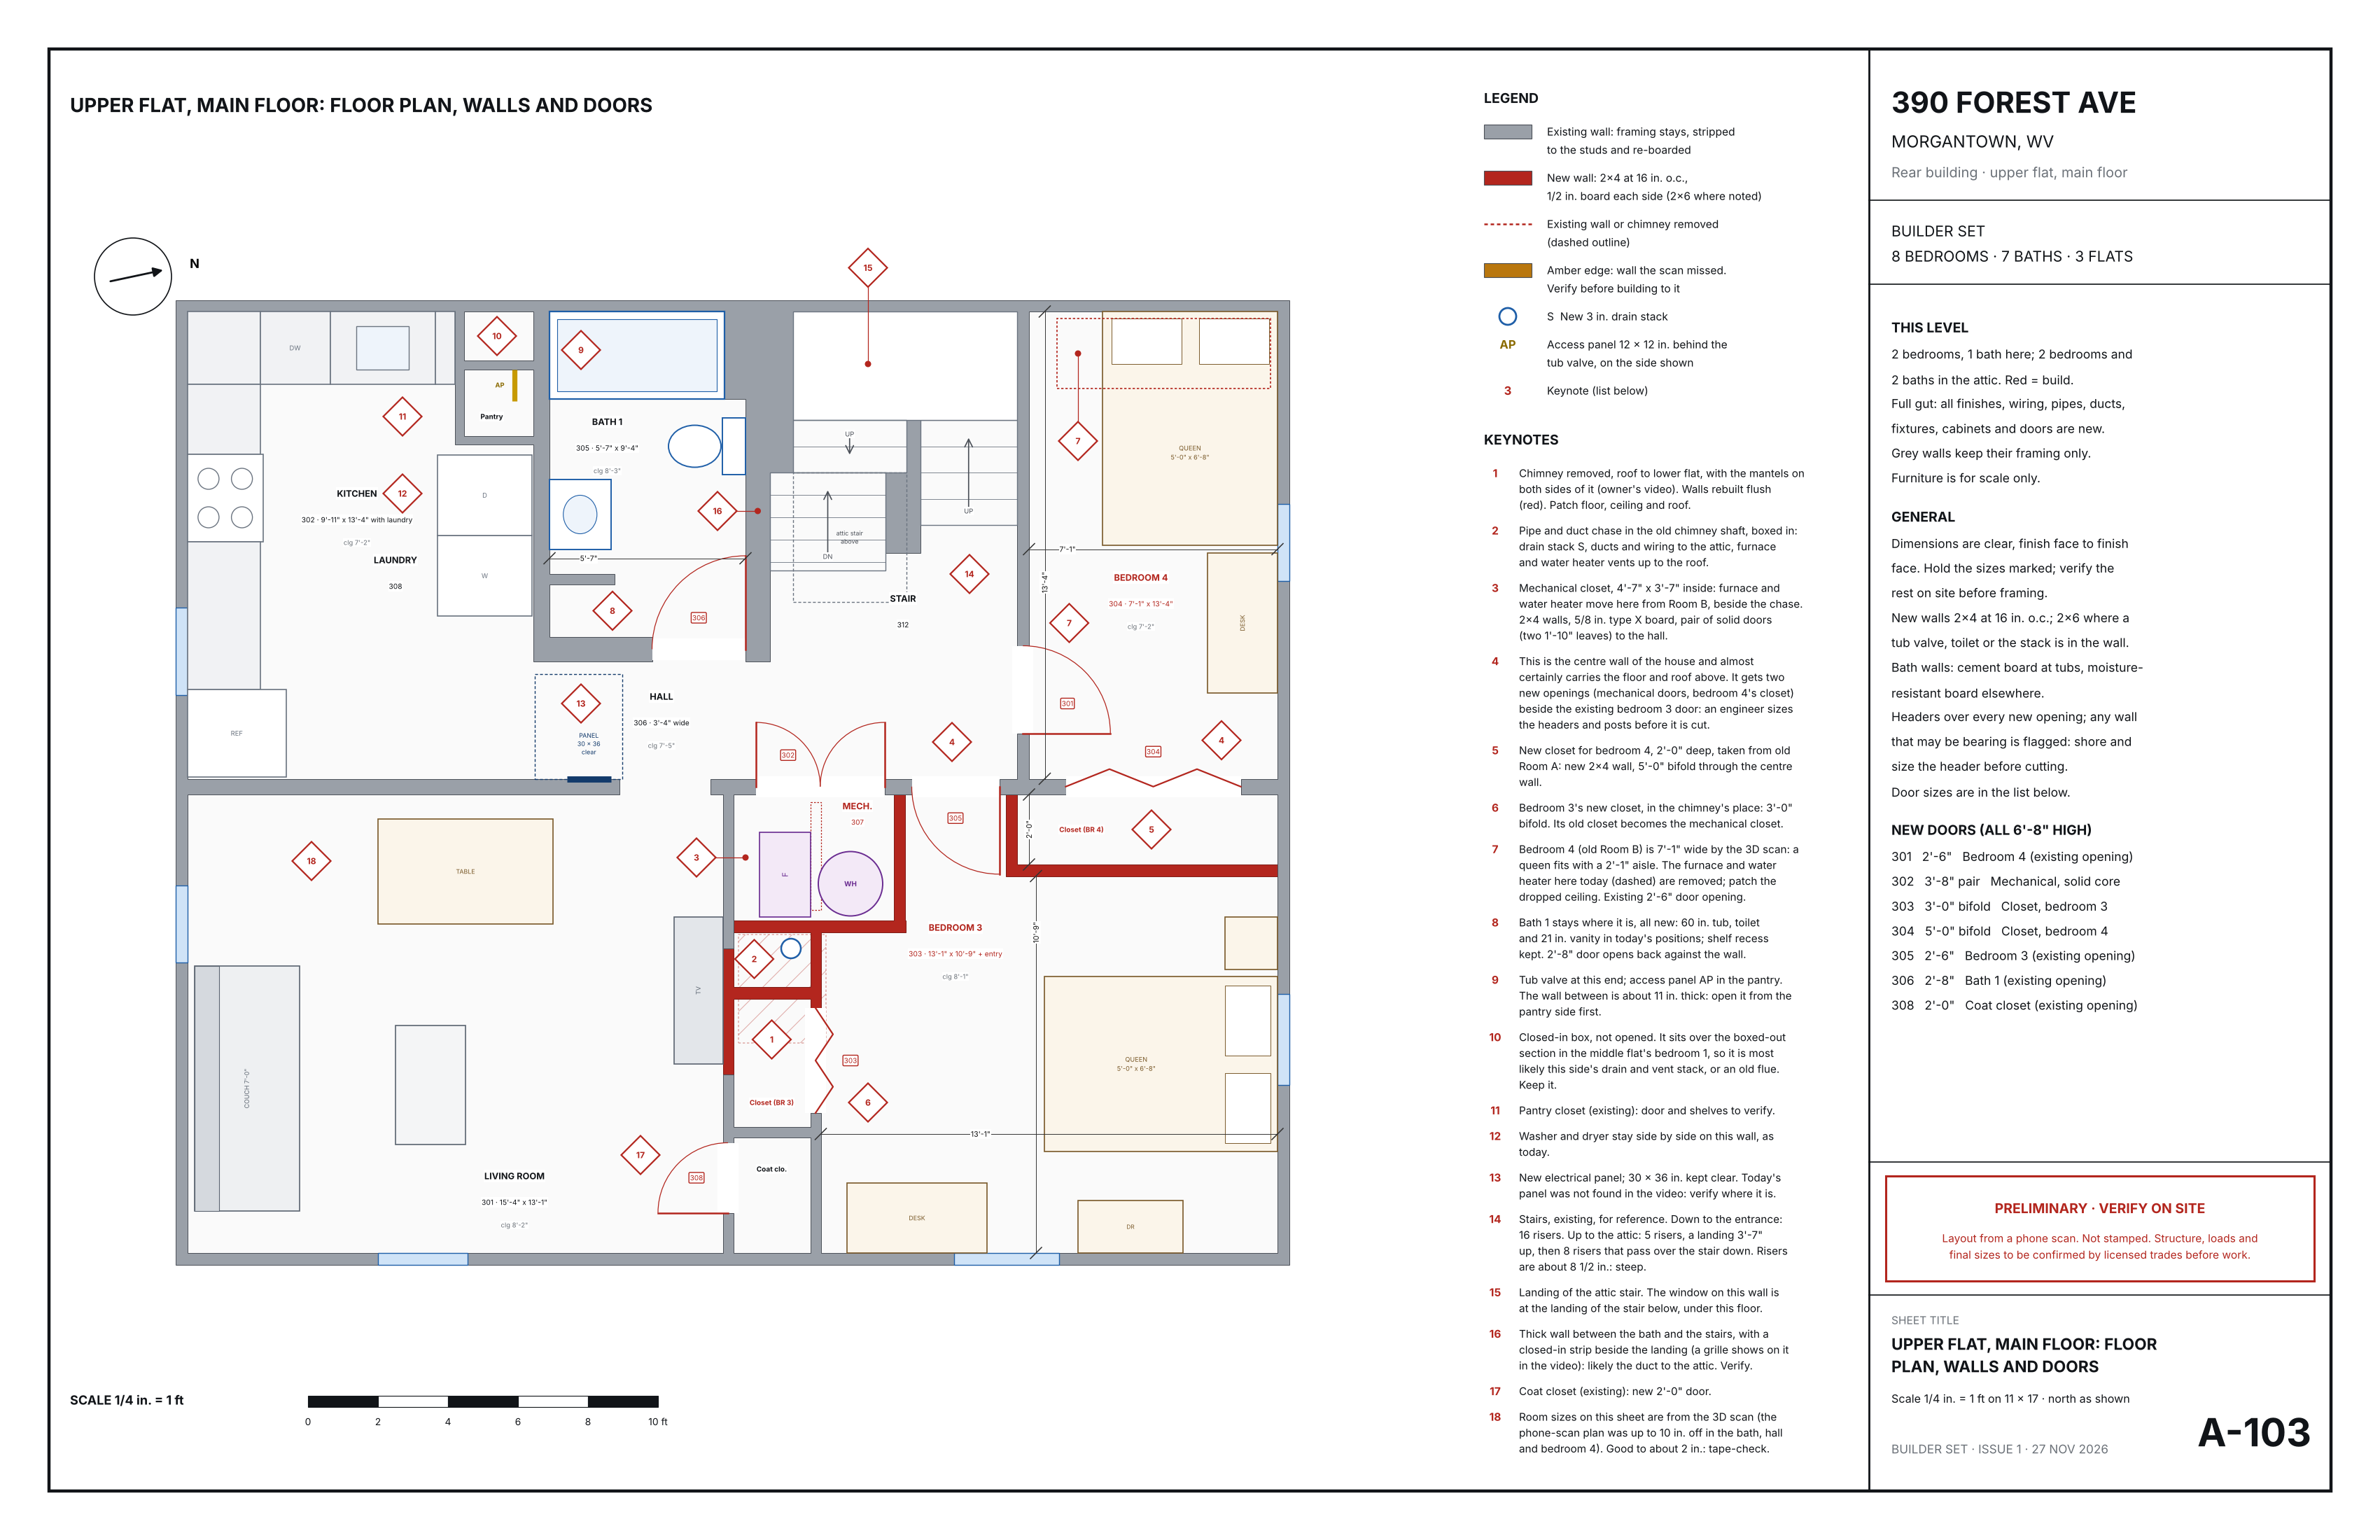 UPPER FLAT, MAIN FLOOR: FLOOR PLAN, WALLS AND DOORS
N
15
10
9
DW
AP
Pantry
11
BATH 1
305 · 5'-7" x 9'-4"
clg 8'-3"
UP
7
QUEEN
5'-0" x 6'-8"
KITCHEN
12
302 · 9'-11" x 13'-4" with laundry
clg 7'-2"
D
16
UP
attic stair
above
DN
LAUNDRY
308
W
5'-7"
7'-1"
13'-4"
14
BEDROOM 4
304 · 7'-1" x 13'-4"
clg 7'-2"
STAIR
312
8
306
7
DESK
13
HALL
306 · 3'-4" wide
clg 7'-5"
PANEL
30 × 36
clear
REF
301
302
4
304
4
MECH.
307
305
2'-0"
Closet (BR 4)
5
18
TABLE
3
F
WH
BEDROOM 3
303 · 13'-1" x 10'-9" + entry
clg 8'-1"
10'-9"
2
TV
1
303
QUEEN
5'-0" x 6'-8"
COUCH 7'-0"
Closet (BR 3)
6
13'-1"
17
Coat clo.
308
LIVING ROOM
301 · 15'-4" x 13'-1"
clg 8'-2"
DESK
DR
SCALE 1/4 in. = 1 ft
0 2 4 6 8 10 ft
LEGEND
Existing wall: framing stays, stripped
to the studs and re-boarded
New wall: 2×4 at 16 in. o.c.,
1/2 in. board each side (2×6 where noted)
Existing wall or chimney removed
(dashed outline)
Amber edge: wall the scan missed.
Verify before building to it
S New 3 in. drain stack
AP Access panel 12 × 12 in. behind the
tub valve, on the side shown
3 Keynote (list below)
KEYNOTES
1 Chimney removed, roof to lower flat, with the mantels on
both sides of it (owner's video). Walls rebuilt flush
(red). Patch floor, ceiling and roof.
2 Pipe and duct chase in the old chimney shaft, boxed in:
drain stack S, ducts and wiring to the attic, furnace
and water heater vents up to the roof.
3 Mechanical closet, 4'-7" x 3'-7" inside: furnace and
water heater move here from Room B, beside the chase.
2×4 walls, 5/8 in. type X board, pair of solid doors
(two 1'-10" leaves) to the hall.
4 This is the centre wall of the house and almost
certainly carries the floor and roof above. It gets two
new openings (mechanical doors, bedroom 4's closet)
beside the existing bedroom 3 door: an engineer sizes
the headers and posts before it is cut.
5 New closet for bedroom 4, 2'-0" deep, taken from old
Room A: new 2×4 wall, 5'-0" bifold through the centre
wall.
6 Bedroom 3's new closet, in the chimney's place: 3'-0"
bifold. Its old closet becomes the mechanical closet.
7 Bedroom 4 (old Room B) is 7'-1" wide by the 3D scan: a
queen fits with a 2'-1" aisle. The furnace and water
heater here today (dashed) are removed; patch the
dropped ceiling. Existing 2'-6" door opening.
8 Bath 1 stays where it is, all new: 60 in. tub, toilet
and 21 in. vanity in today's positions; shelf recess
kept. 2'-8" door opens back against the wall.
9 Tub valve at this end; access panel AP in the pantry.
The wall between is about 11 in. thick: open it from the
pantry side first.
10 Closed-in box, not opened. It sits over the boxed-out
section in the middle flat's bedroom 1, so it is most
likely this side's drain and vent stack, or an old flue.
Keep it.
11 Pantry closet (existing): door and shelves to verify.
12 Washer and dryer stay side by side on this wall, as
today.
13 New electrical panel; 30 × 36 in. kept clear. Today's
panel was not found in the video: verify where it is.
14 Stairs, existing, for reference. Down to the entrance:
16 risers. Up to the attic: 5 risers, a landing 3'-7"
up, then 8 risers that pass over the stair down. Risers
are about 8 1/2 in.: steep.
15 Landing of the attic stair. The window on this wall is
at the landing of the stair below, under this floor.
16 Thick wall between the bath and the stairs, with a
closed-in strip beside the landing (a grille shows on it
in the video): likely the duct to the attic. Verify.
17 Coat closet (existing): new 2'-0" door.
18 Room sizes on this sheet are from the 3D scan (the
phone-scan plan was up to 10 in. off in the bath, hall
and bedroom 4). Good to about 2 in.: tape-check.
390 FOREST AVE
MORGANTOWN, WV
Rear building · upper flat, main floor
BUILDER SET
8 BEDROOMS · 7 BATHS · 3 FLATS
THIS LEVEL
2 bedrooms, 1 bath here; 2 bedrooms and
2 baths in the attic. Red = build.
Full gut: all finishes, wiring, pipes, ducts,
fixtures, cabinets and doors are new.
Grey walls keep their framing only.
Furniture is for scale only.
GENERAL
Dimensions are clear, finish face to finish
face. Hold the sizes marked; verify the
rest on site before framing.
New walls 2×4 at 16 in. o.c.; 2×6 where a
tub valve, toilet or the stack is in the wall.
Bath walls: cement board at tubs, moisture-
resistant board elsewhere.
Headers over every new opening; any wall
that may be bearing is flagged: shore and
size the header before cutting.
Door sizes are in the list below.
NEW DOORS (ALL 6'-8" HIGH)
301 2'-6" Bedroom 4 (existing opening)
302 3'-8" pair Mechanical, solid core
303 3'-0" bifold Closet, bedroom 3
304 5'-0" bifold Closet, bedroom 4
305 2'-6" Bedroom 3 (existing opening)
306 2'-8" Bath 1 (existing opening)
308 2'-0" Coat closet (existing opening)
PRELIMINARY · VERIFY ON SITE
Layout from a phone scan. Not stamped. Structure, loads and
final sizes to be confirmed by licensed trades before work.
SHEET TITLE
UPPER FLAT, MAIN FLOOR: FLOOR
PLAN, WALLS AND DOORS
Scale 1/4 in. = 1 ft on 11 × 17 · north as shown
BUILDER SET · ISSUE 1 · 27 NOV 2026
A-103